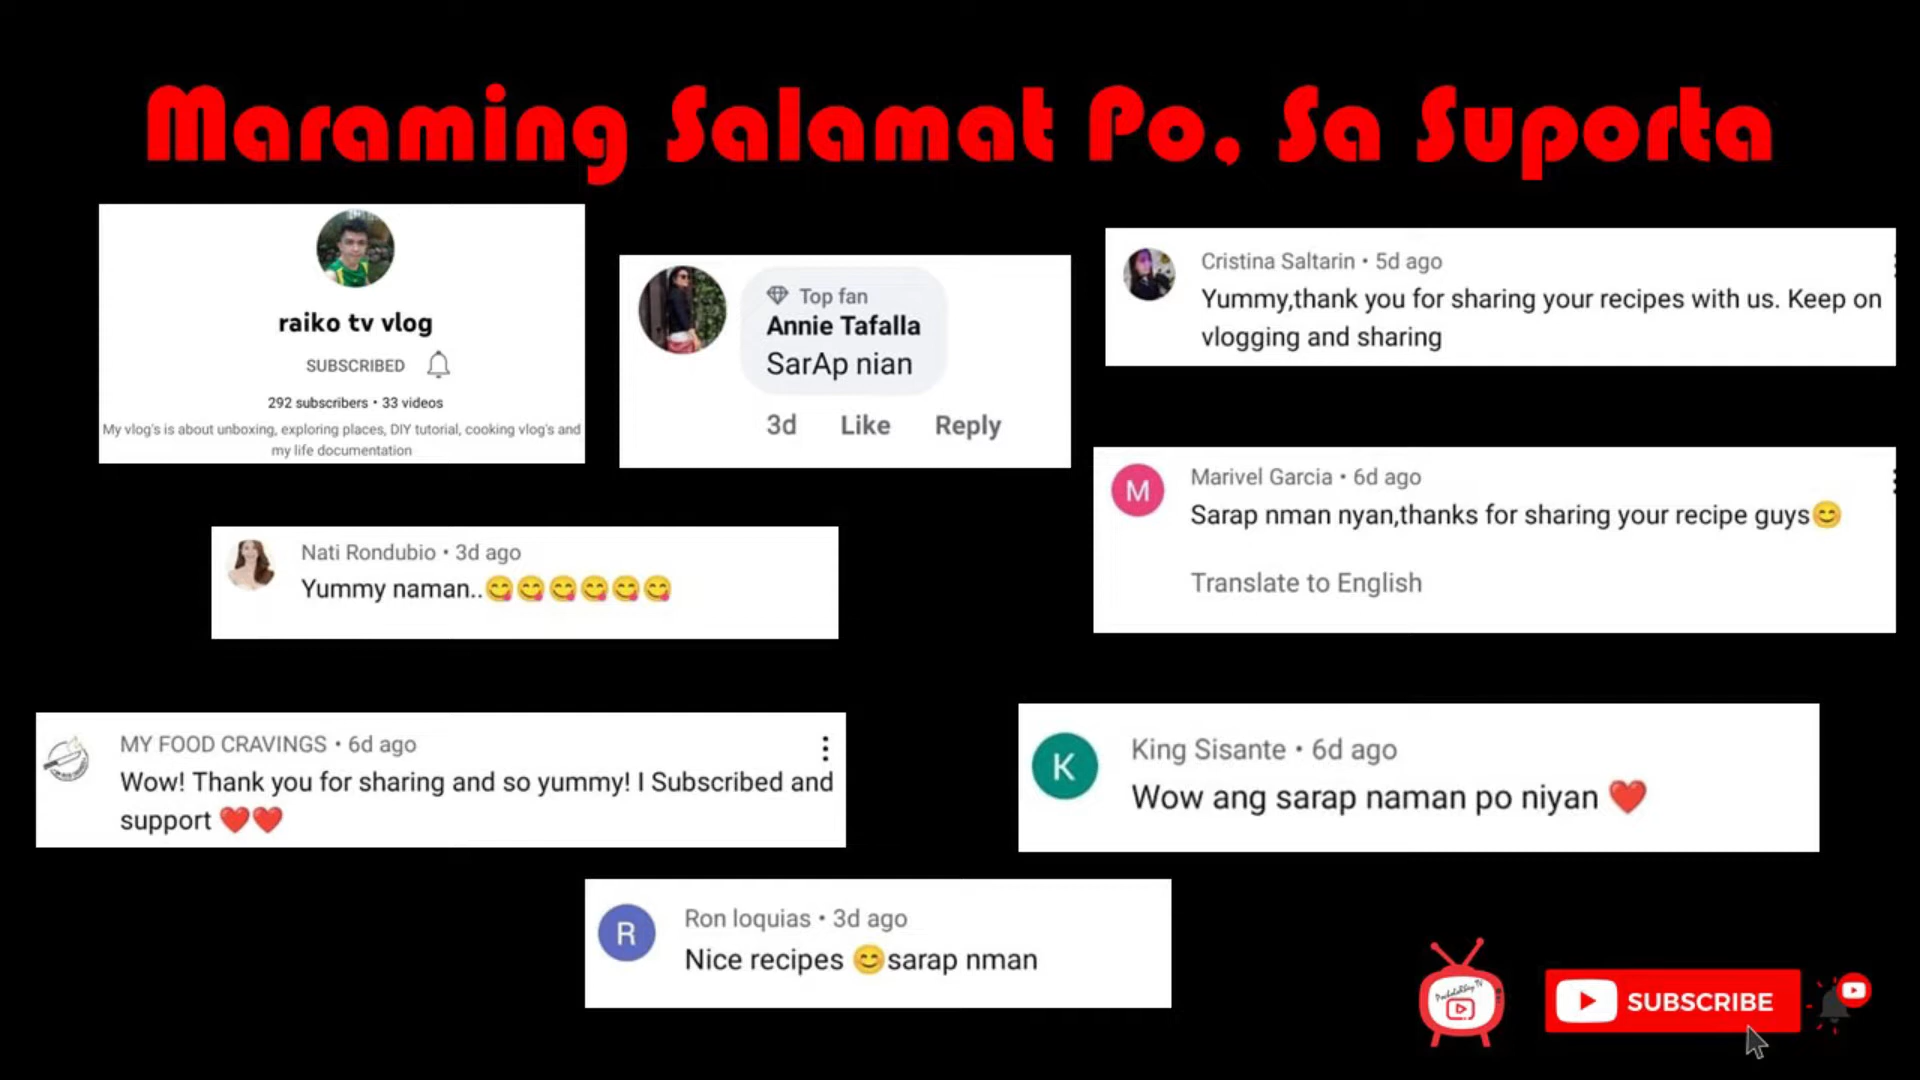 Maraming Salamat Po, Sa Suporta
raiko tv vlog
SUBSCRIBED
292 subscribers • 33 videos
My vlog's is about unboxing, exploring places, DIY tutorial, cooking vlog's and
my life documentation
Top fan
Annie Tafalla
SarAp nian
3d Like Reply
Cristina Saltarin • 5d ago
Yummy,thank you for sharing your recipes with us. Keep on
vlogging and sharing
Marivel Garcia • 6d ago
M
Sarap nman nyan,thanks for sharing your recipe guys😊
Translate to English
Nati Rondubio • 3d ago
Yummy naman..😋😋😋😋😋😋
MY FOOD CRAVINGS • 6d ago
Wow! Thank you for sharing and so yummy! I Subscribed and
support ❤️❤️
King Sisante • 6d ago
K
Wow ang sarap naman po niyan ❤️
Ron loquias • 3d ago
R
Nice recipes 😊sarap nman
SUBSCRIBE